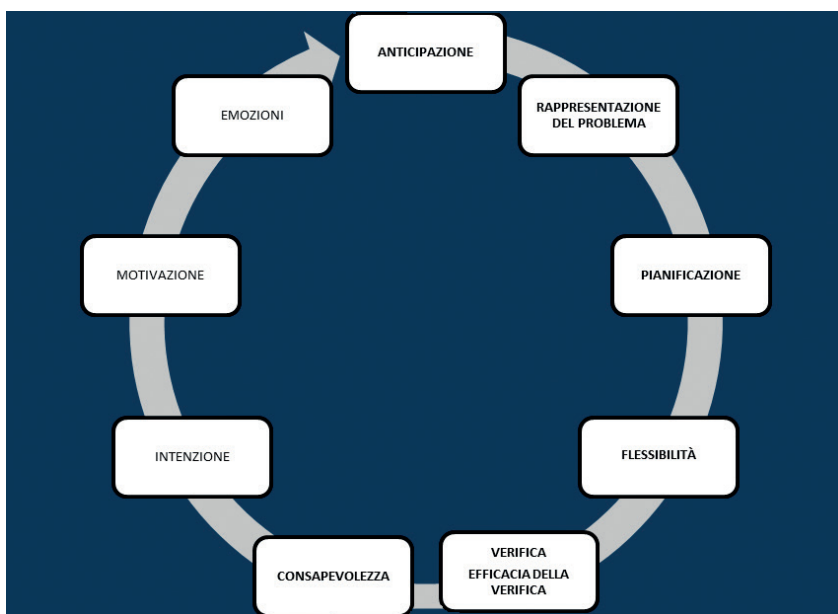 ANTICIPAZIONE
RAPPRESENTAZIONE
DEL PROBLEMA
PIANIFICAZIONE
FLESSIBILITÀ
VERIFICA
EFFICACIA DELLA
VERIFICA
CONSAPEVOLEZZA
INTENZIONE
MOTIVAZIONE
EMOZIONI